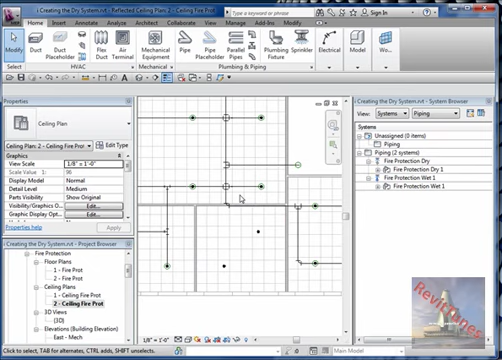 i Creating the Dry System.rvt - Reflected Ceiling Plan: 2 - Ceiling Fire Prot
Type a keyword or phrase
Sign In
Home Insert Annotate Analyze Architect Collaborate View Manage Add-Ins Modify
Modify
Duct
Duct Placeholder
Flex Duct
Air Terminal
Mechanical Equipment
Pipe
Pipe Placeholder
Parallel Pipes
Plumbing Fixture
Sprinkler
Electrical
Model
Wo...
Select
HVAC
Mechanical
Plumbing & Piping
Properties
Ceiling Plan
Ceiling Plan: 2 - Ceiling Fire Prot
Edit Type
Graphics
View Scale 1/8" = 1'-0"
Scale Value 1: 96
Display Model Normal
Detail Level Medium
Parts Visibility Show Original
Visibility/Graphics O... Edit...
Graphic Display Opt... Edit...
Properties help
Apply
Creating the Dry System.rvt - Project Browser
Fire Protection
Floor Plans
1 - Fire Prot
2 - Fire Prot
Ceiling Plans
1 - Ceiling Fire Prot
2 - Ceiling Fire Prot
3D Views
{3D}
Elevations (Building Elevation)
East - Mech
1/8" = 1'-0"
Creating the Dry System.rvt - System Browser
View: Systems Piping
Systems
Unassigned (0 items)
Piping
Piping (2 systems)
Fire Protection Dry
Fire Protection Dry 1
Fire Protection Wet 1
Fire Protection Wet 1
Click to select, TAB for alternates, CTRL adds, SHIFT unselects.
:0
Main Model